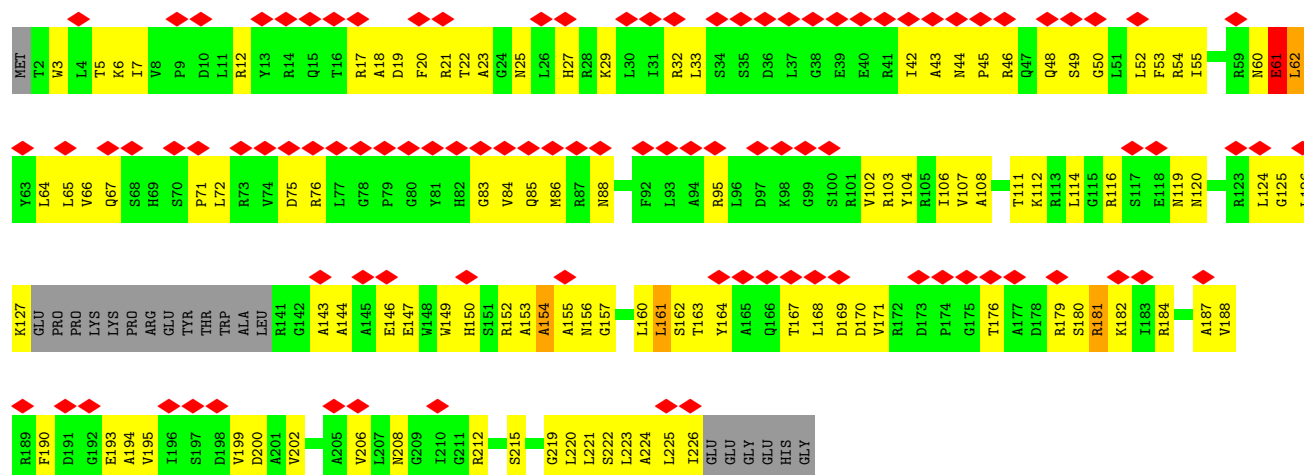 MET T2 W3 L4 T5 K6 I7 V8 P9 D10 L11 R12 Y13 R14 Q15 T16 R17 A18 D19 F20 R21 T22 A23 G24 N25 L26 H27 R28 K29 L30 I31 R32 L33 S34 S35 D36 L37 G38 E39 E40 R41 I42 A43 N44 P45 R46 Q47 Q48 S49 G50 L51 L52 F53 R54 I55 R59 N60 E61 L62
Y63 L64 L65 V66 Q67 S68 H69 S70 P71 L72 R73 V74 D75 R76 L77 G78 P79 G80 Y81 H82 G83 V84 Q85 M86 R87 N88 F92 L93 A94 R95 L96 D97 K98 G99 S100 R101 V102 R103 Y104 R105 I106 V107 A108 T111 K112 R113 L114 G115 R116 S117 E118 N119 N120 R123 L124 G125
K127 GLU PRO PRO LYS LYS PRO ARG GLU TYR THR TRP ALA LEU R141 G142 A143 A144 A145 E146 E147 W148 W149 H150 S151 R152 A153 A154 A155 N156 G157 L160 L161 S162 T163 Y164 A165 Q166 T167 L168 D169 D170 V171 R172 D173 P174 G175 T176 A177 D178 R179 S180 R181 K182 I183 R184 A187 V188
R189 F190 D191 G192 E193 A194 V195 I196 S197 D198 V199 D200 A201 V202 A205 V206 L207 N208 G209 I210 G211 R212 S215 G219 L220 L221 S222 L223 A224 L225 I226 GLU GLU GLY GLU HIS GLY